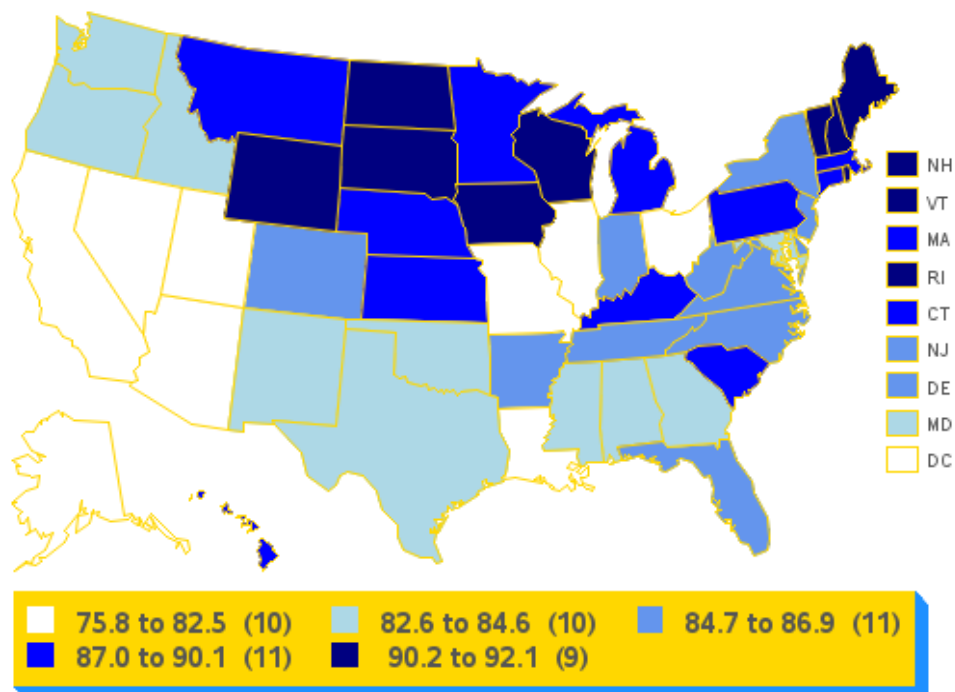 NH
VT
MA
RI
CT
NJ
DE
MD
DC
75.8 to 82.5 (10) 82.6 to 84.6 (10) 84.7 to 86.9 (11)
87.0 to 90.1 (11) 90.2 to 92.1 (9)